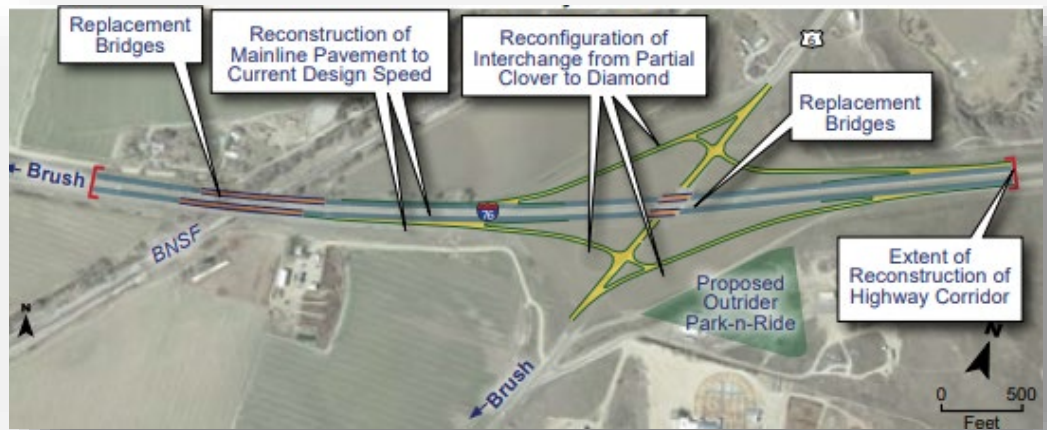 Replacement
Bridges
Reconstruction of
Mainline Pavement to
Current Design Speed
Reconfiguration of
Interchange from Partial
Clover to Diamond
6
Replacement
Bridges
Brush
76
BNSF
Proposed
Outrider
Park-n-Ride
Extent of
Reconstruction of
Highway Corridor
N
N
Brush
0 500
Feet